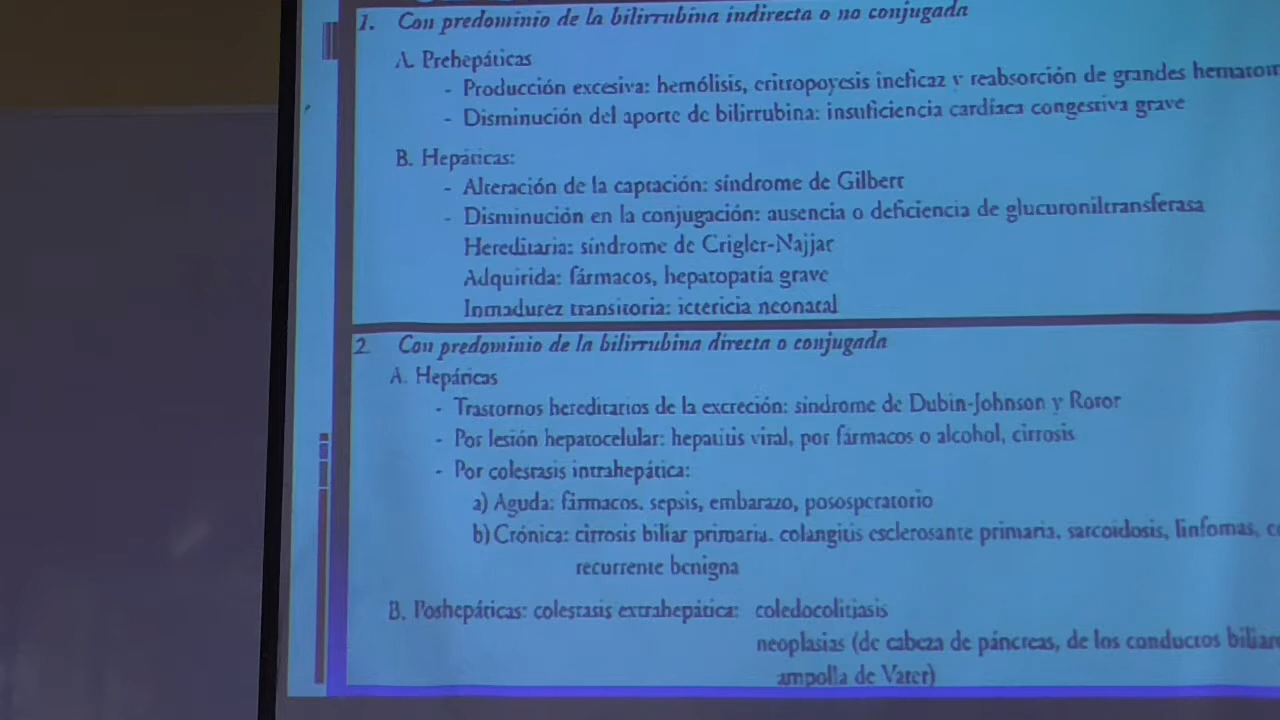 1. Con predominio de la bilirrubina indirecta o no conjugada
A. Prehepáticas
- Producción excesiva: hemólisis, eritropoyesis ineficaz y reabsorción de grandes
- Disminución del aporte de bilirrubina: insuficiencia cardíaca congestiva grave
B. Hepáticas:
- Alteración de la captación: síndrome de Gilbert
- Disminución en la conjugación: ausencia o deficiencia de glucuroniltransferasa
Hereditaria: síndrome de Crigler-Najjar
Adquirida: fármacos, hepatopatía grave
Inmadurez transitoria: ictericia neonatal
2. Con predominio de la bilirrubina directa o conjugada
A. Hepáticas
- Trastornos hereditarios de la excreción: síndrome de Dubin-Johnson y Rotor
- Por lesión hepatocelular: hepatitis viral, por fármacos o alcohol, cirrosis
- Por colestasis intrahepática:
a) Aguda: fármacos, sepsis, embarazo, posoperatorio
b) Crónica: cirrosis biliar primaria, colangitis esclerosante primaria, sarcoidosis, linfomas,
recurrente benigna
B. Poshepáticas: colestasis extrahepática: coledocolitiasis
neoplasias (de cabeza de páncreas, de los conductos
ampolla de Vater)